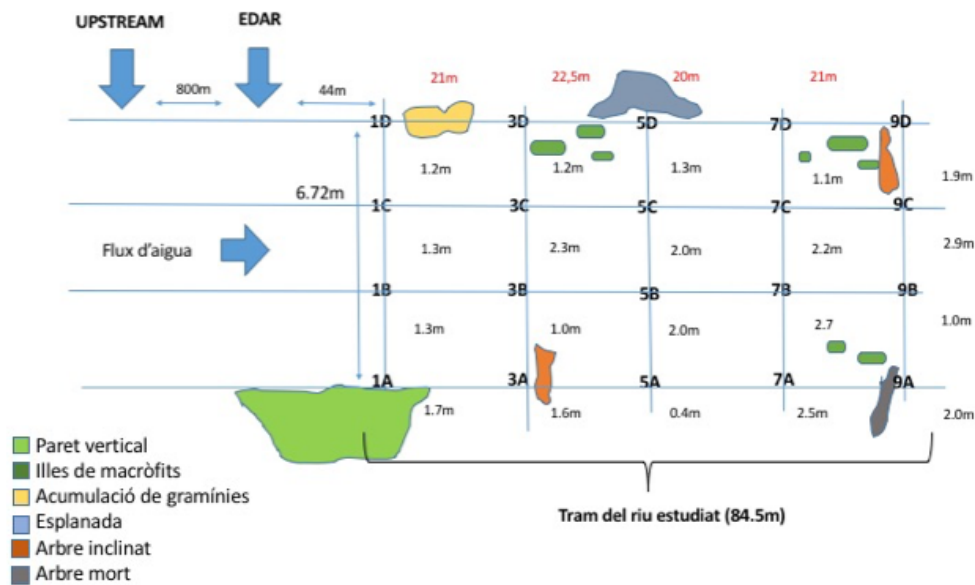 UPSTREAM
EDAR
800m
44m
21m
22,5m
20m
21m
1D
3D
5D
7D
9D
1.2m
1.2m
1.3m
1.1m
1.9m
6.72m
1C
3C
5C
7C
9C
Flux d'aigua
1.3m
2.3m
2.0m
2.2m
2.9m
1B
3B
5B
7B
9B
1.3m
1.0m
2.0m
2.7
1.0m
1A
3A
5A
7A
9A
1.7m
1.6m
0.4m
2.5m
2.0m
Paret vertical
Illes de macròfits
Acumulació de gramínies
Esplanada
Arbre inclinat
Arbre mort
Tram del riu estudiat (84.5m)